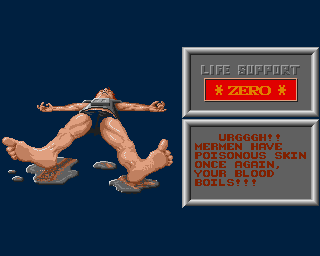 LIFE SUPPORT
* ZERO *
URGGGH!!
MERMEN HAVE
POISONOUS SKIN
ONCE AGAIN,
YOUR BLOOD
BOILS!!!